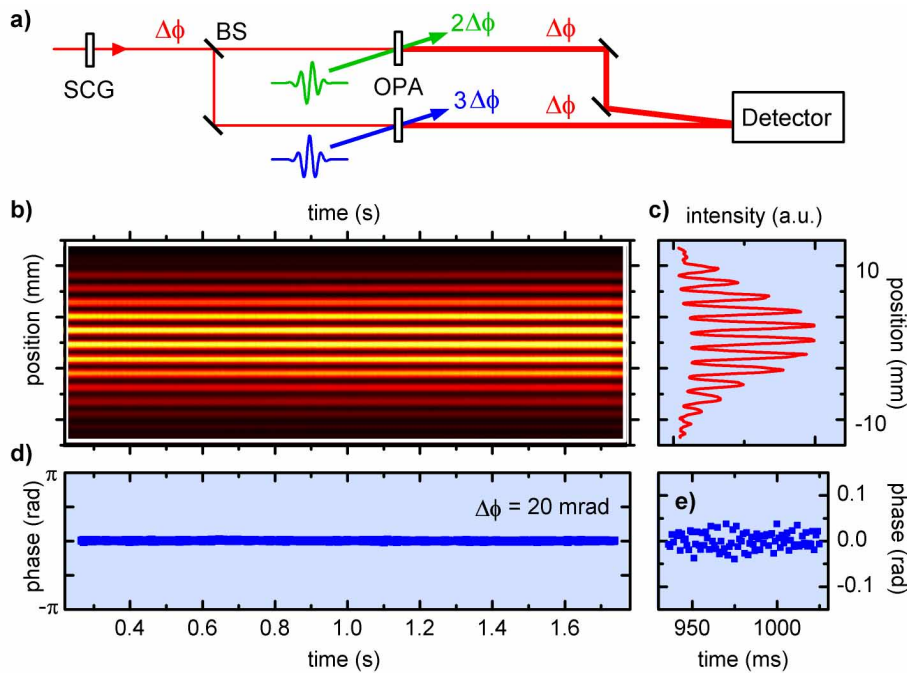 a)
Δϕ
BS
2Δϕ
Δϕ
SCG
OPA
3Δϕ
Δϕ
Detector
b)
time (s)
c)
intensity (a.u.)
position (mm)
10
-10
position (mm)
d)
π
-π
phase (rad)
Δϕ = 20 mrad
0.4 0.6 0.8 1.0 1.2 1.4 1.6
time (s)
e)
0.1
0.0
-0.1
phase (rad)
950 1000
time (ms)